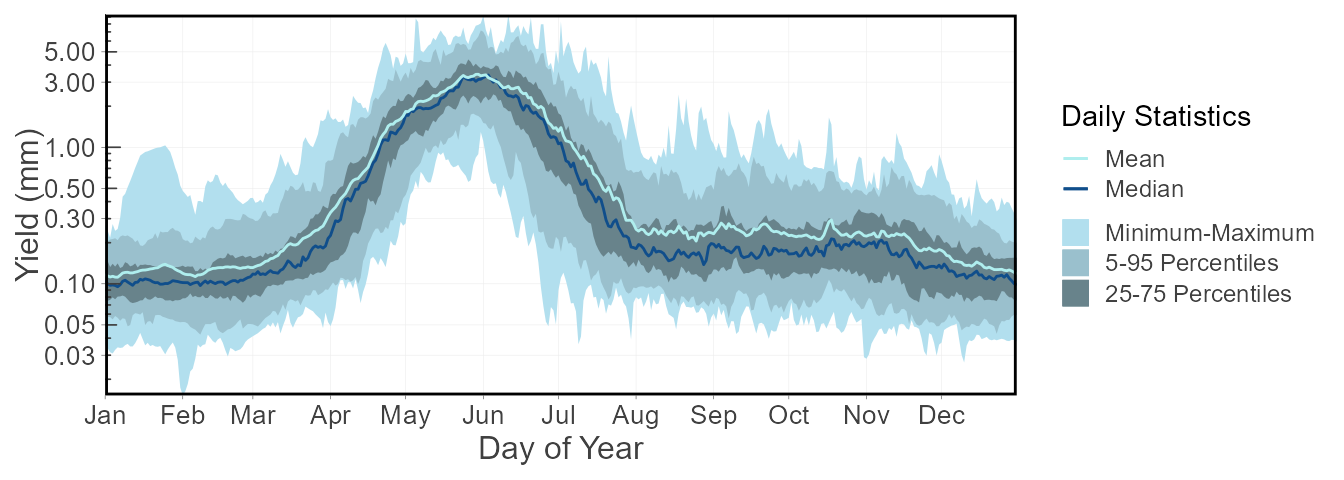 5.00
3.00
1.00
0.50
0.30
0.10
0.05
0.03
Yield (mm)
Jan Feb Mar Apr May Jun Jul Aug Sep Oct Nov Dec
Day of Year
Daily Statistics
Mean
Median
Minimum-Maximum
5-95 Percentiles
25-75 Percentiles